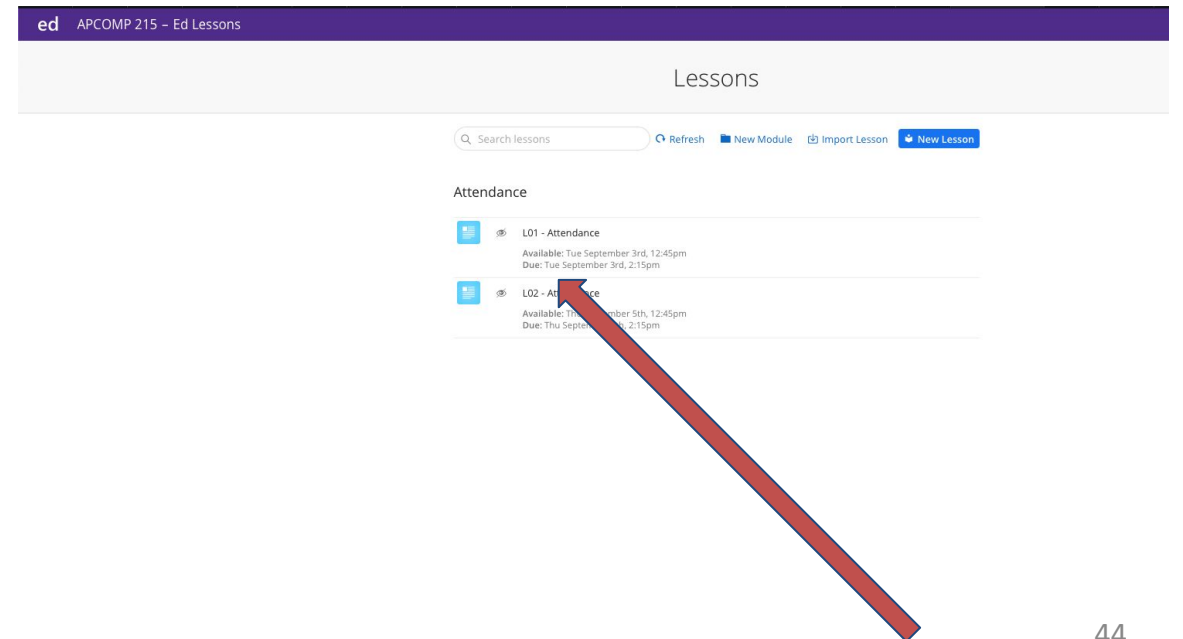 ed APCOMP 215 – Ed Lessons
Lessons
Search lessons Refresh New Module Import Lesson New Lesson
Attendance
L01 - Attendance
Available: Tue September 3rd, 12:45pm
Due: Tue September 3rd, 2:15pm
L02 -
Available: 5th, 12:45pm
Due: Thu 2:15pm
44